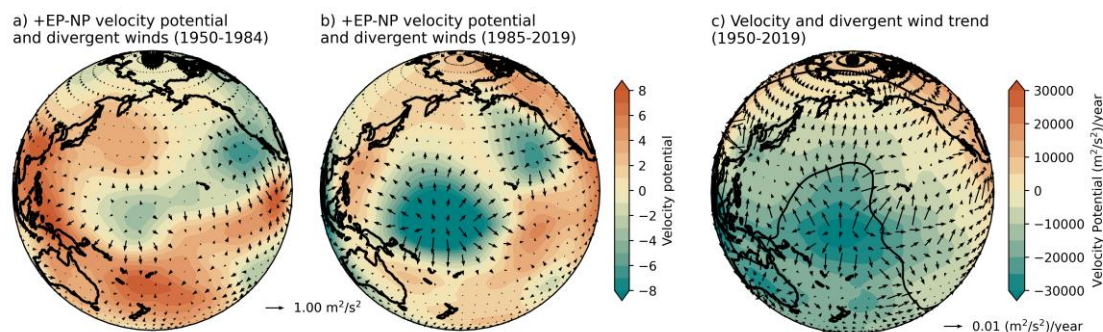 a) +EP-NP velocity potential
and divergent winds (1950-1984)
b) +EP-NP velocity potential
and divergent winds (1985-2019)
c) Velocity and divergent wind trend
(1950-2019)
8
6
4
2
0
−2
−4
−6
−8
Velocity potential
30000
20000
10000
0
−10000
−20000
−30000
Velocity Potential (m²/s²)/year
1.00 m²/s²
0.01 (m²/s²)/year